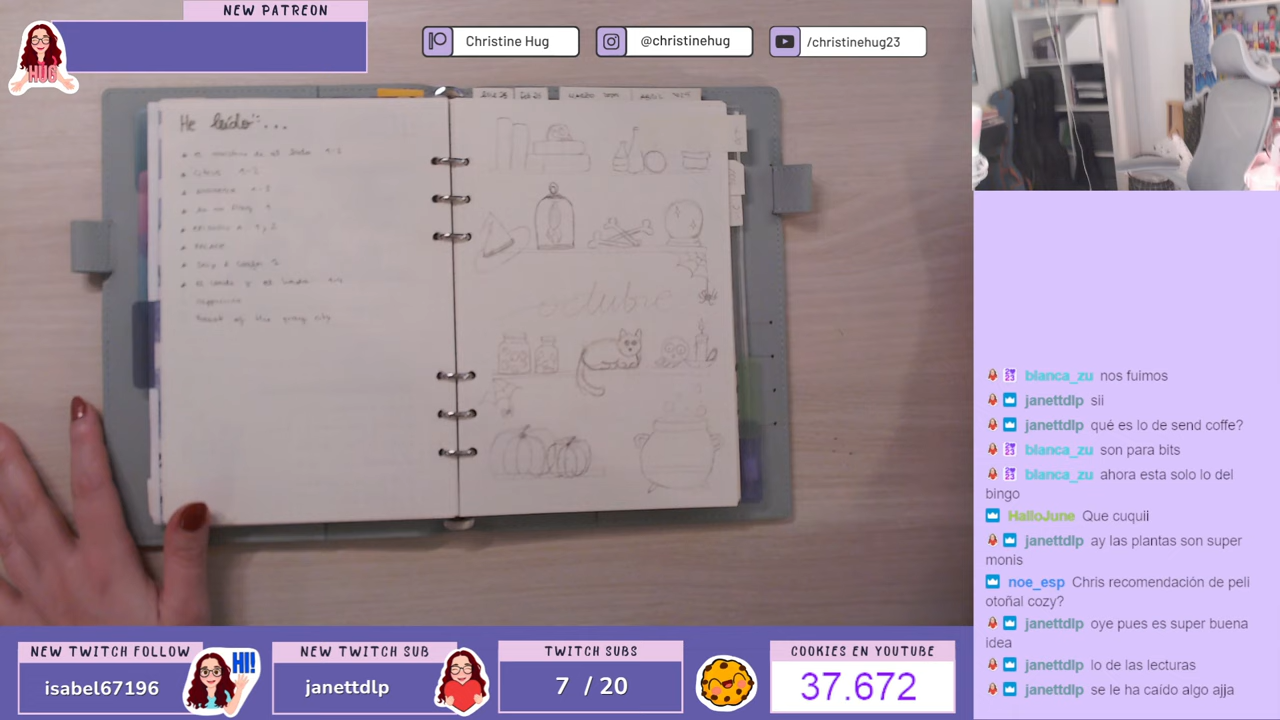 NEW PATREON
HUG
Christine Hug
@christinehug
/christinehug23
He leído...
octubre
blanca_zu nos fuimos
janettdlp sii
janettdlp qué es lo de send coffe?
blanca_zu son para bits
blanca_zu ahora esta solo lo del
bingo
HalloJune Que cuquii
janettdlp ay las plantas son super
monis
noe_esp Chris recomendación de peli
otoñal cozy?
janettdlp oye pues es super buena
idea
janettdlp lo de las lecturas
janettdlp se le ha caído algo ajja
NEW TWITCH FOLLOW
isabel67196
HI!
NEW TWITCH SUB
janettdlp
TWITCH SUBS
7 / 20
COOKIES EN YOUTUBE
37.672